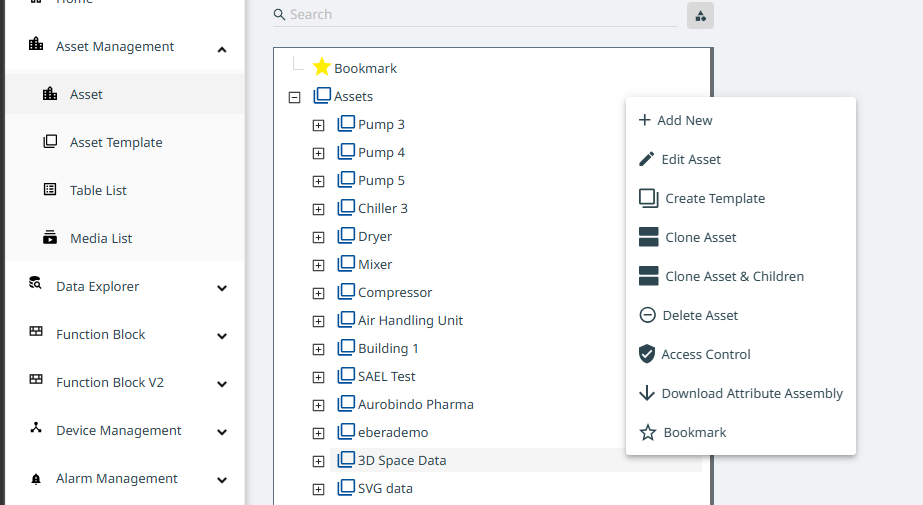 Home
Asset Management
Asset
Asset Template
Table List
Media List
Data Explorer
Function Block
Function Block V2
Device Management
Alarm Management
Search
Bookmark
Assets
Pump 3
Pump 4
Pump 5
Chiller 3
Dryer
Mixer
Compressor
Air Handling Unit
Building 1
SAEL Test
Aurobindo Pharma
eberademo
3D Space Data
SVG data
Add New
Edit Asset
Create Template
Clone Asset
Clone Asset & Children
Delete Asset
Access Control
Download Attribute Assembly
Bookmark